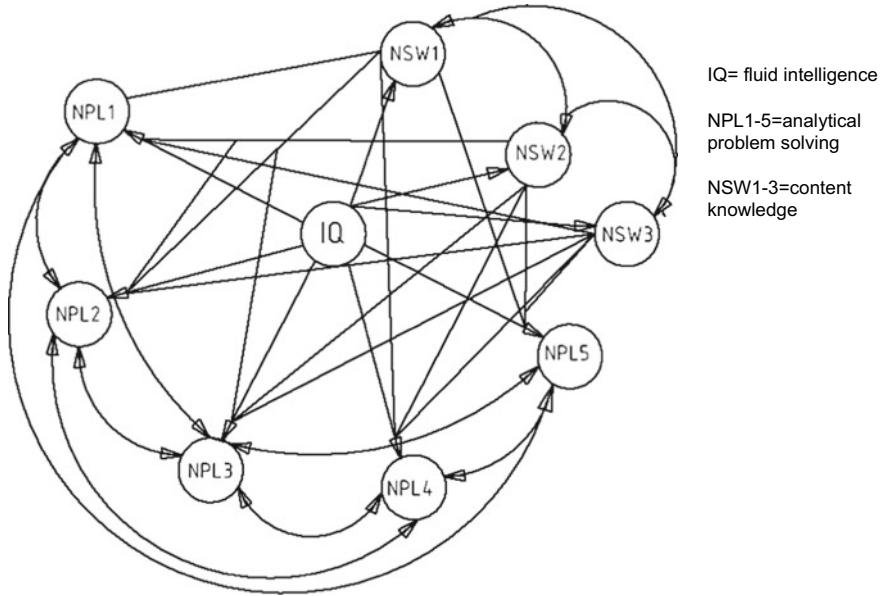 NSW1
NPL1
NSW2
IQ
NSW3
NPL2
NPL5
NPL3
NPL4
IQ= fluid intelligence
NPL1-5=analytical
problem solving
NSW1-3=content
knowledge